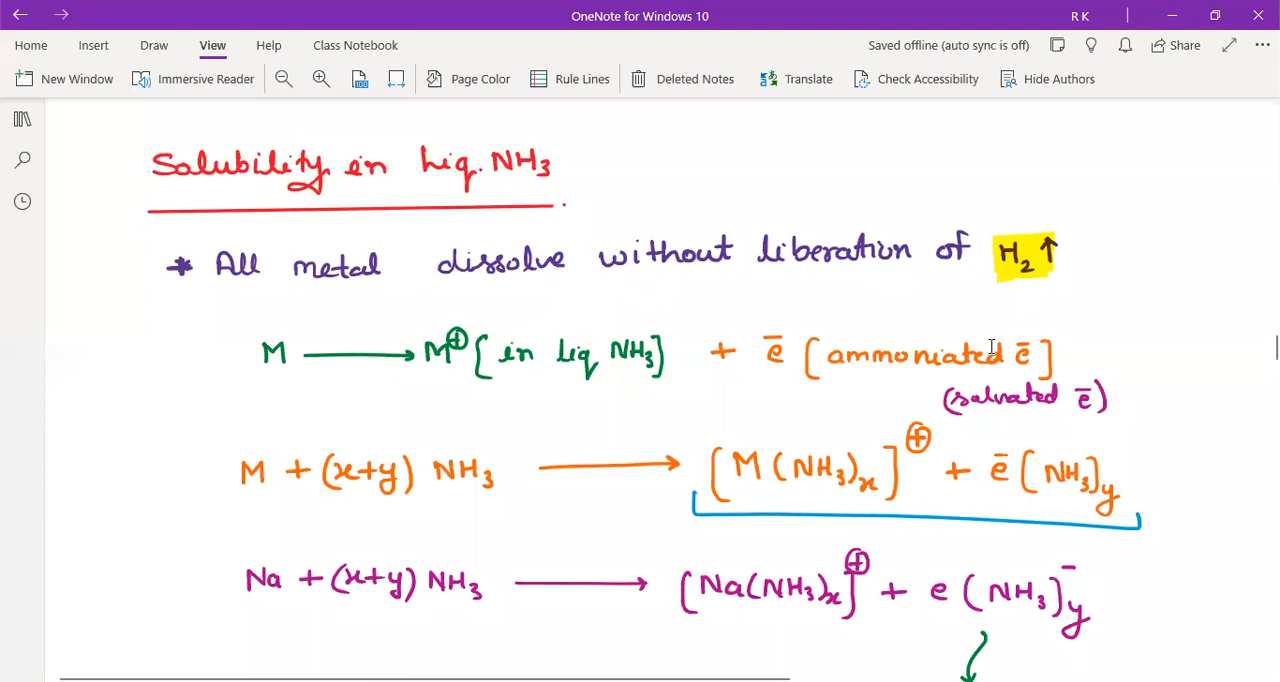 OneNote for Windows 10
R K
Home Insert Draw View Help Class Notebook
Saved offline (auto sync is off) Share
New Window Immersive Reader Page Color Rule Lines Deleted Notes Translate Check Accessibility Hide Authors
Solubility in Liq. NH₃
* All metal dissolve without liberation of H₂↑
M ⟶ M⊕ [in liq NH₃] + e̅ [ammoniated e̅]
(salvated e̅)
M + (x+y) NH₃ ⟶ [M(NH₃)ₓ]⊕ + e̅ (NH₃)y
Na + (x+y) NH₃ ⟶ [Na(NH₃)ₓ]⊕ + e (NH₃)y⁻